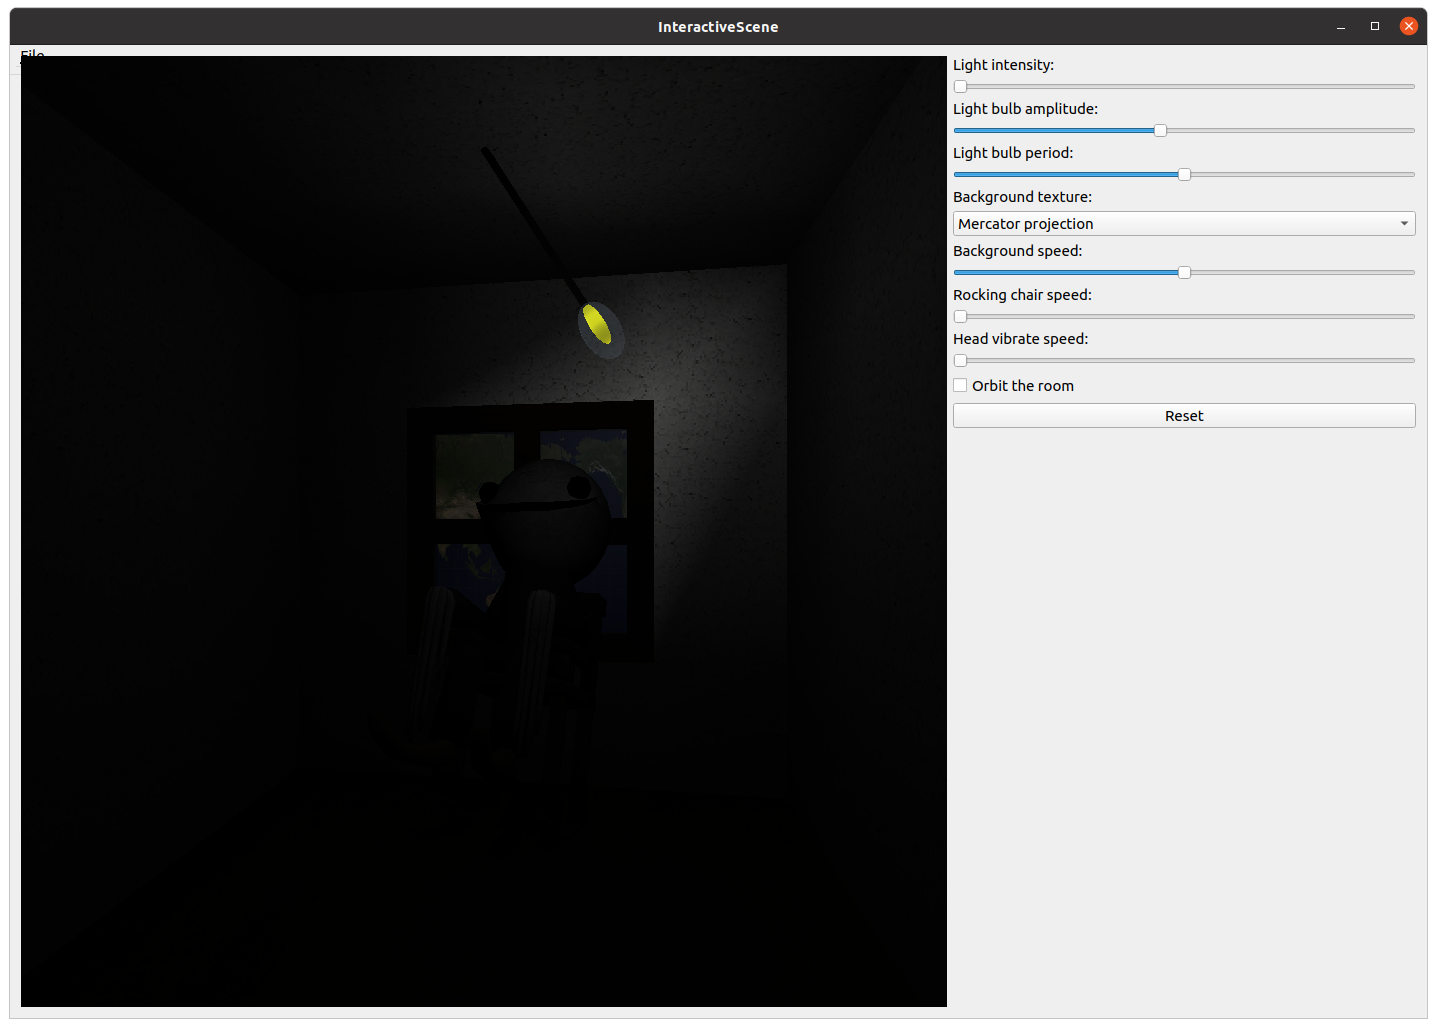 InteractiveScene
File
Light intensity:
Light bulb amplitude:
Light bulb period:
Background texture:
Mercator projection
Background speed:
Rocking chair speed:
Head vibrate speed:
Orbit the room
Reset